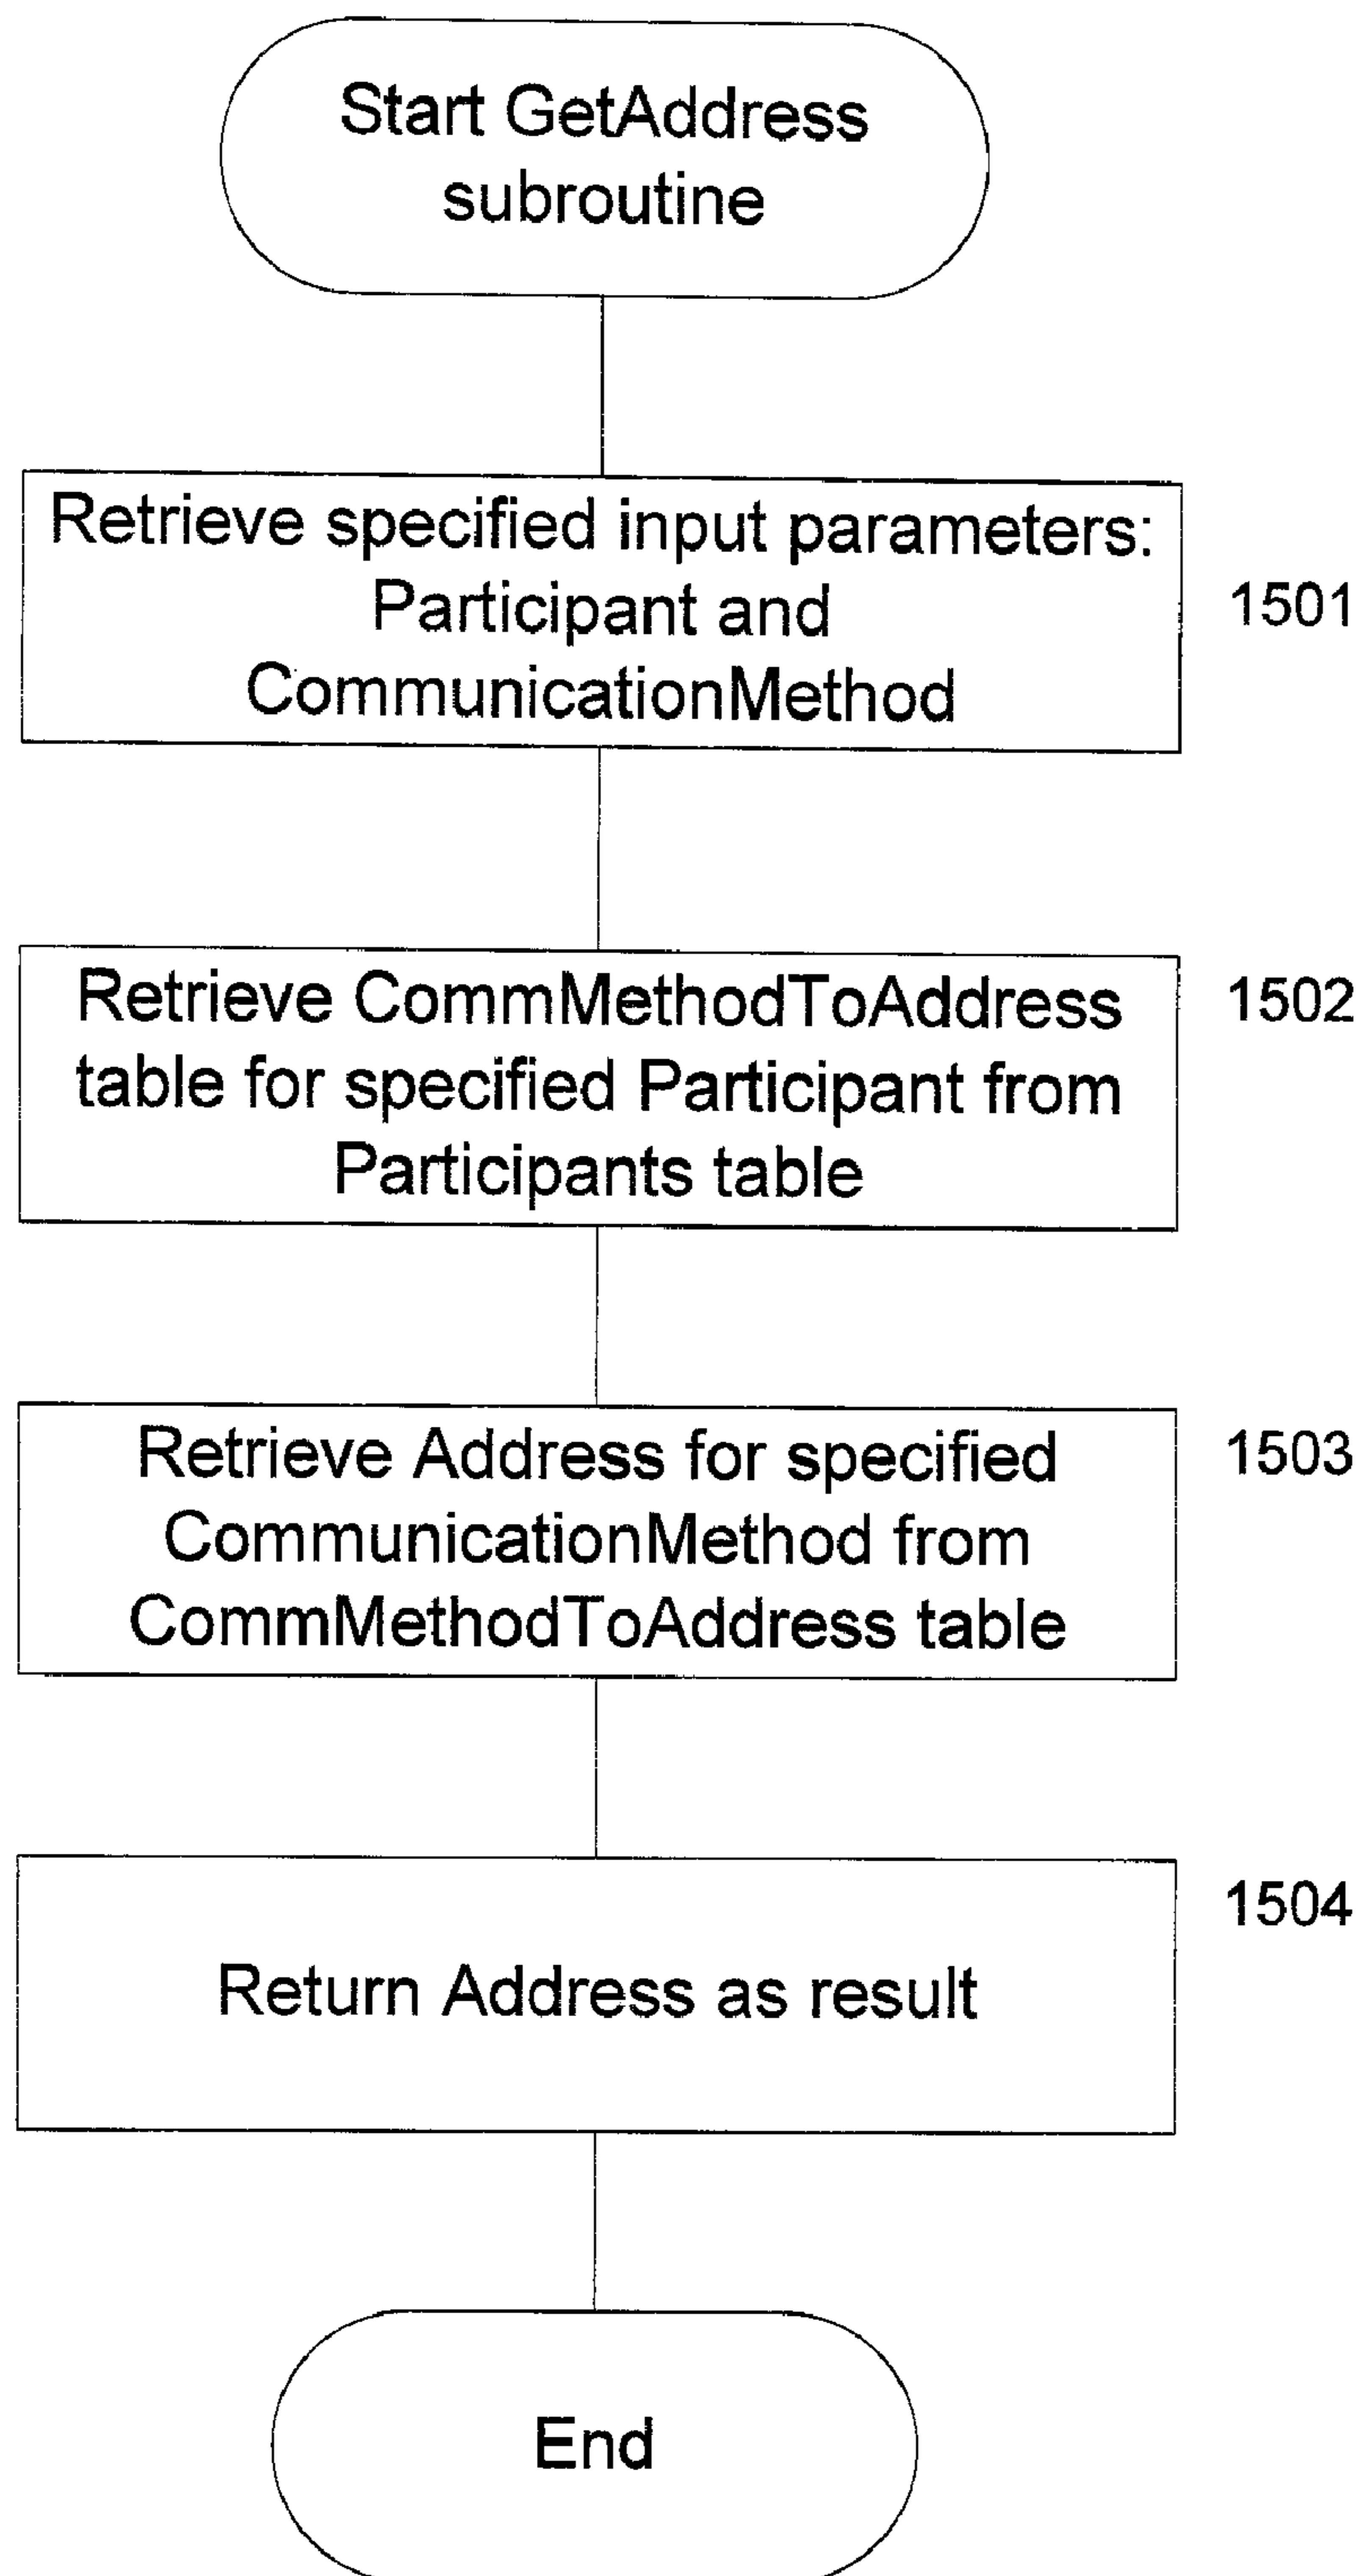 Start GetAddress
subroutine
Retrieve specified input parameters:
Participant and
CommunicationMethod
1501
Retrieve CommMethodToAddress
table for specified Participant from
Participants table
1502
Retrieve Address for specified
CommunicationMethod from
CommMethodToAddress table
1503
Return Address as result
1504
End